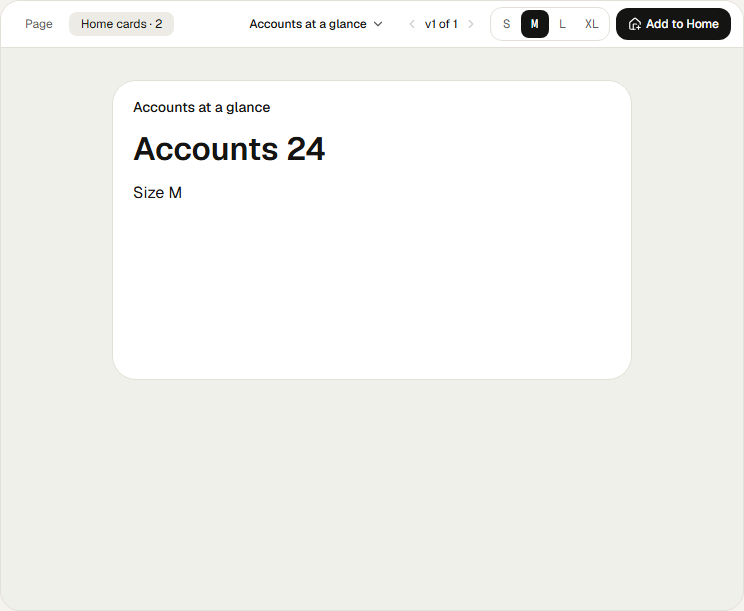 Page Home cards · 2 Accounts at a glance v1 of 1 S M L XL Add to Home
Accounts at a glance
Accounts 24
Size M